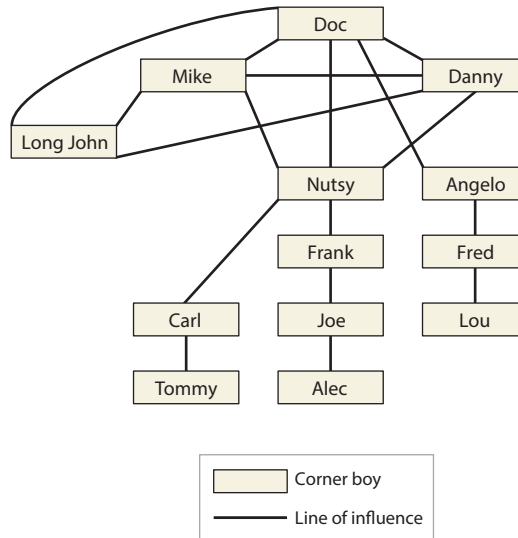 Doc
Mike
Danny
Long John
Nutsy
Angelo
Frank
Fred
Carl
Joe
Lou
Tommy
Alec
Corner boy
Line of influence